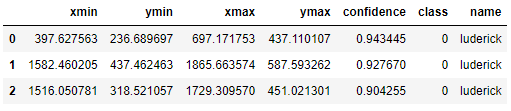 xmin ymin xmax ymax confidence class name
0 397.627563 236.689697 697.171753 437.110107 0.943445 0 luderick
1 1582.460205 437.462463 1865.663574 587.593262 0.927670 0 luderick
2 1516.050781 318.521057 1729.309570 451.021301 0.904255 0 luderick